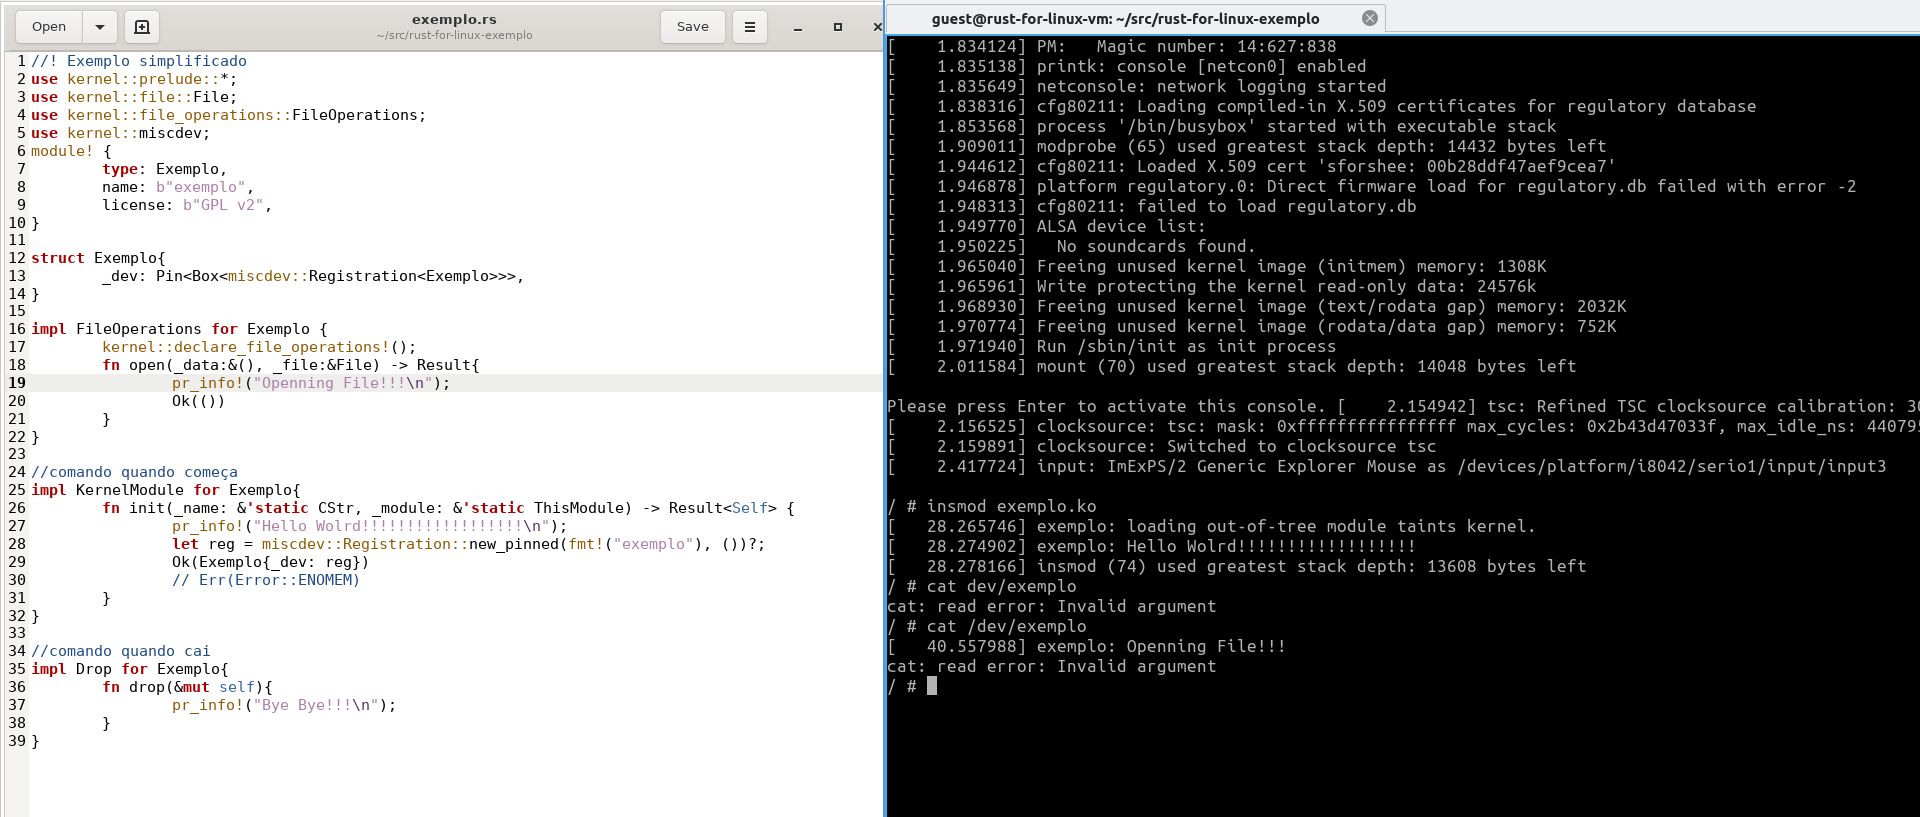 Open
exemplo.rs
~/src/rust-for-linux-exemplo
Save
1 //! Exemplo simplificado
2 use kernel::prelude::*;
3 use kernel::file::File;
4 use kernel::file_operations::FileOperations;
5 use kernel::miscdev;
6 module! {
7         type: Exemplo,
8         name: b"exemplo",
9         license: b"GPL v2",
10 }
11
12 struct Exemplo{
13         _dev: Pin<Box<miscdev::Registration<Exemplo>>>,
14 }
15
16 impl FileOperations for Exemplo {
17         kernel::declare_file_operations!();
18         fn open(_data:&(), _file:&File) -> Result{
19                 pr_info!("Openning File!!!\n");
20                 Ok(())
21         }
22 }
23
24 //comando quando começa
25 impl KernelModule for Exemplo{
26         fn init(_name: &'static CStr, _module: &'static ThisModule) -> Result<Self> {
27                 pr_info!("Hello Wolrd!!!!!!!!!!!!!!!!!!\n");
28                 let reg = miscdev::Registration::new_pinned(fmt!("exemplo"), ())?;
29                 Ok(Exemplo{_dev: reg})
30                 // Err(Error::ENOMEM)
31         }
32 }
33
34 //comando quando cai
35 impl Drop for Exemplo{
36         fn drop(&mut self){
37                 pr_info!("Bye Bye!!!\n");
38         }
39 }
guest@rust-for-linux-vm: ~/src/rust-for-linux-exemplo
[    1.834124] PM:   Magic number: 14:627:838
[    1.835138] printk: console [netcon0] enabled
[    1.835649] netconsole: network logging started
[    1.838316] cfg80211: Loading compiled-in X.509 certificates for regulatory database
[    1.853568] process '/bin/busybox' started with executable stack
[    1.909011] modprobe (65) used greatest stack depth: 14432 bytes left
[    1.944612] cfg80211: Loaded X.509 cert 'sforshee: 00b28ddf47aef9cea7'
[    1.946878] platform regulatory.0: Direct firmware load for regulatory.db failed with error -2
[    1.948313] cfg80211: failed to load regulatory.db
[    1.949770] ALSA device list:
[    1.950225]   No soundcards found.
[    1.965040] Freeing unused kernel image (initmem) memory: 1308K
[    1.965961] Write protecting the kernel read-only data: 24576k
[    1.968930] Freeing unused kernel image (text/rodata gap) memory: 2032K
[    1.970774] Freeing unused kernel image (rodata/data gap) memory: 752K
[    1.971940] Run /sbin/init as init process
[    2.011584] mount (70) used greatest stack depth: 14048 bytes left
Please press Enter to activate this console. [    2.154942] tsc: Refined TSC clocksource calibration: 30
[    2.156525] clocksource: tsc: mask: 0xffffffffffffffff max_cycles: 0x2b43d47033f, max_idle_ns: 440795
[    2.159891] clocksource: Switched to clocksource tsc
[    2.417724] input: ImExPS/2 Generic Explorer Mouse as /devices/platform/i8042/serio1/input/input3
/ # insmod exemplo.ko
[   28.265746] exemplo: loading out-of-tree module taints kernel.
[   28.274902] exemplo: Hello Wolrd!!!!!!!!!!!!!!!!!!
[   28.278166] insmod (74) used greatest stack depth: 13608 bytes left
/ # cat dev/exemplo
cat: read error: Invalid argument
/ # cat /dev/exemplo
[   40.557988] exemplo: Openning File!!!
cat: read error: Invalid argument
/ #